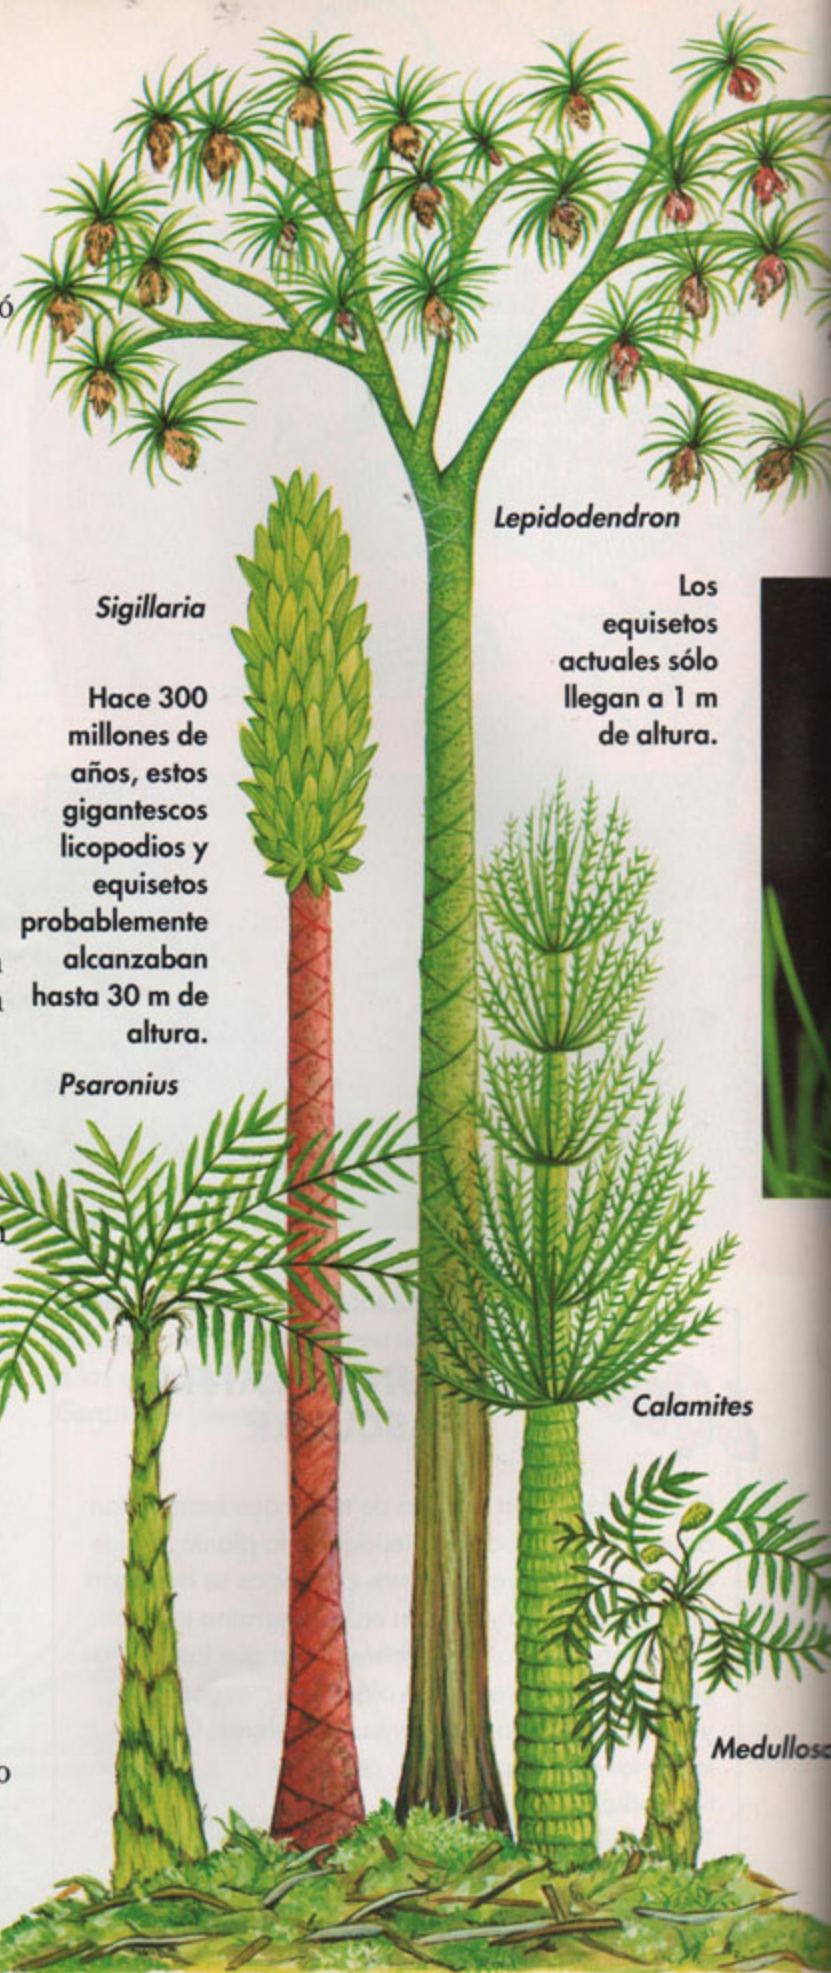 Lepidodendron
Sigillaria
Los
equisetos
actuales sólo
llegan a 1 m
de altura.
Hace 300
millones de
años, estos
gigantescos
licopodios y
equisetos
probablemente
alcanzaban
hasta 30 m de
altura.
Psaronius
Calamites